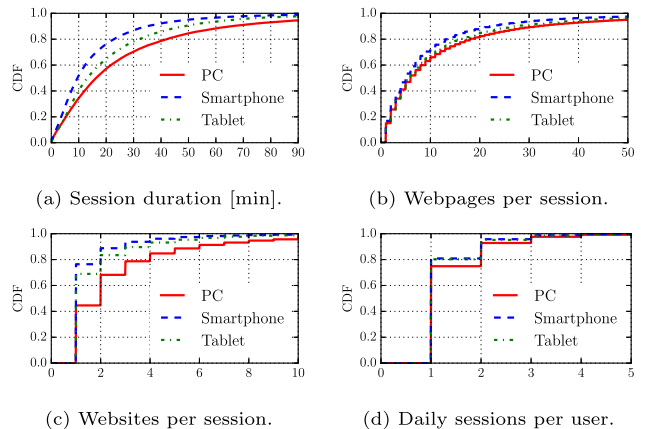 1.0
0.8
0.6
0.4
0.2
0.0
CDF
PC
Smartphone
Tablet
0 10 20 30 40 50 60 70 80 90
(a) Session duration [min].
1.0
0.8
0.6
0.4
0.2
0.0
CDF
PC
Smartphone
Tablet
0 10 20 30 40 50
(b) Webpages per session.
1.0
0.8
0.6
0.4
0.2
0.0
CDF
PC
Smartphone
Tablet
0 2 4 6 8 10
(c) Websites per session.
1.0
0.8
0.6
0.4
0.2
0.0
CDF
PC
Smartphone
Tablet
0 1 2 3 4 5
(d) Daily sessions per user.